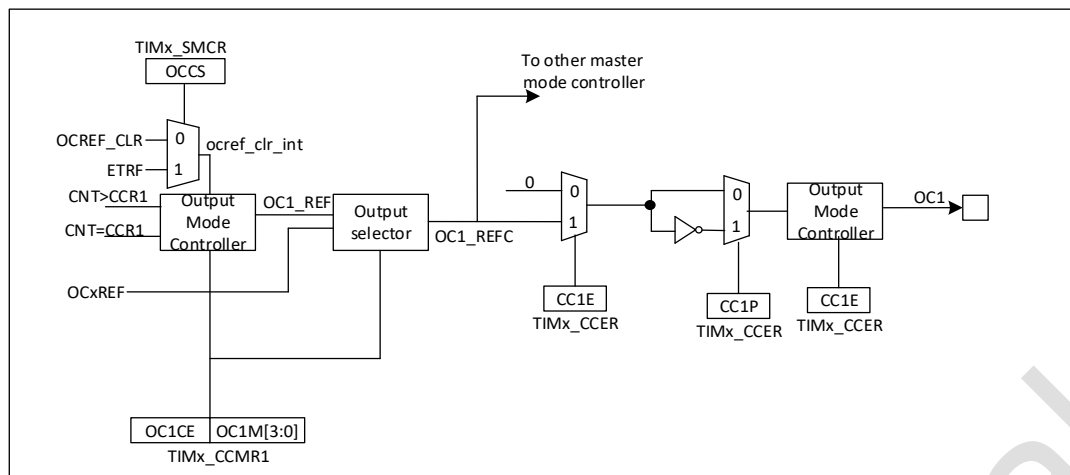 TIMx_SMCR
OCCS
To other master
mode controller
OCREF_CLR
0
ocref_clr_int
ETRF
1
CNT>CCR1
CNT=CCR1
Output
Mode
Controller
OC1_REF
Output
selector
OC1_REFC
0
0
1
0
1
Output
Mode
Controller
OC1
OCxREF
CC1E
TIMx_CCER
CC1P
TIMx_CCER
CC1E
TIMx_CCER
OC1CE
OC1M[3:0]
TIMx_CCMR1